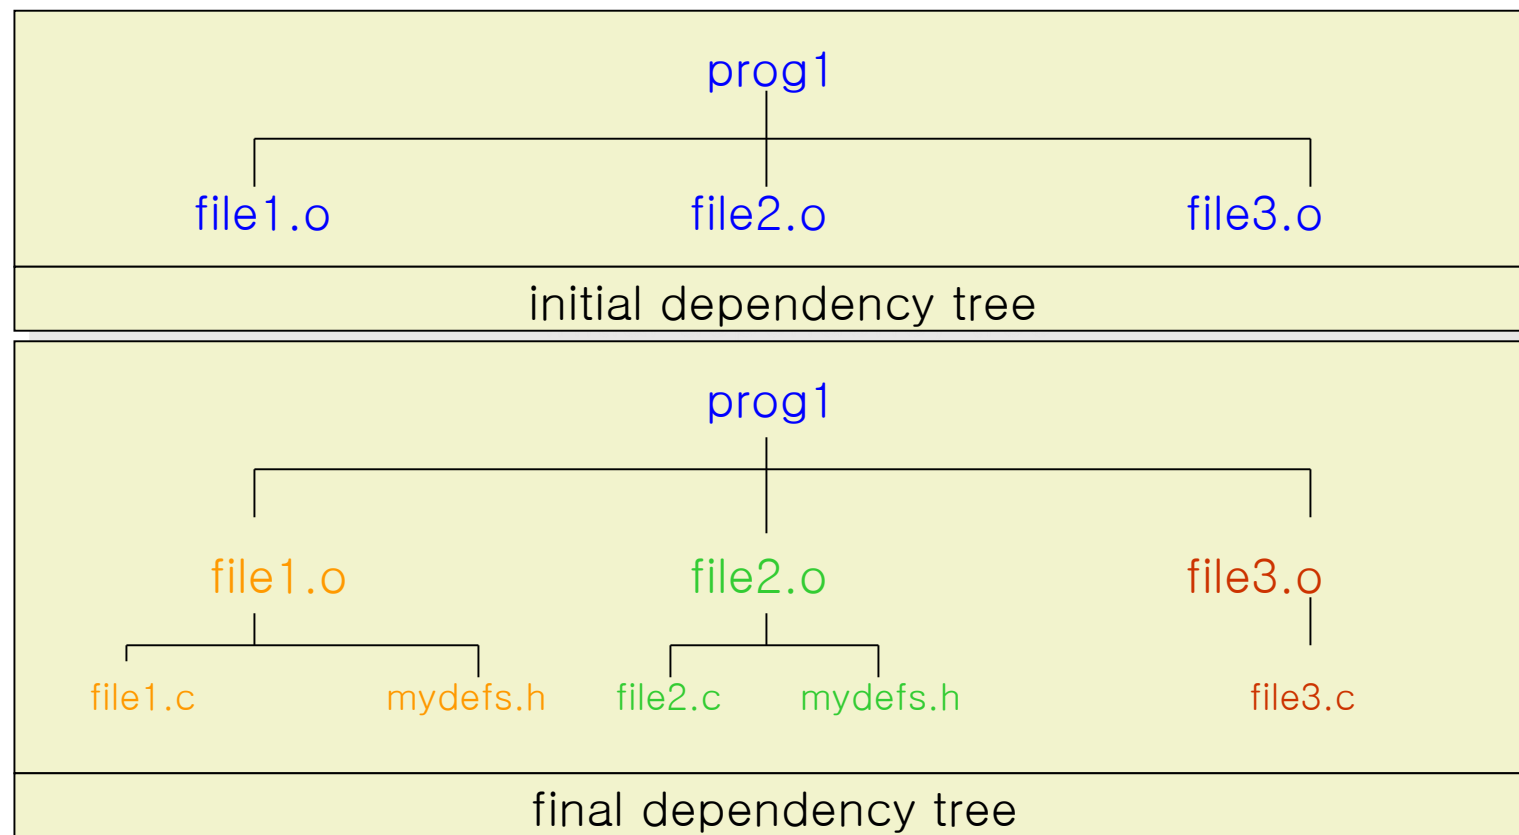 prog1
file1.o file2.o file3.o
initial dependency tree
prog1
file1.o file2.o file3.o
file1.c mydefs.h file2.c mydefs.h file3.c
final dependency tree